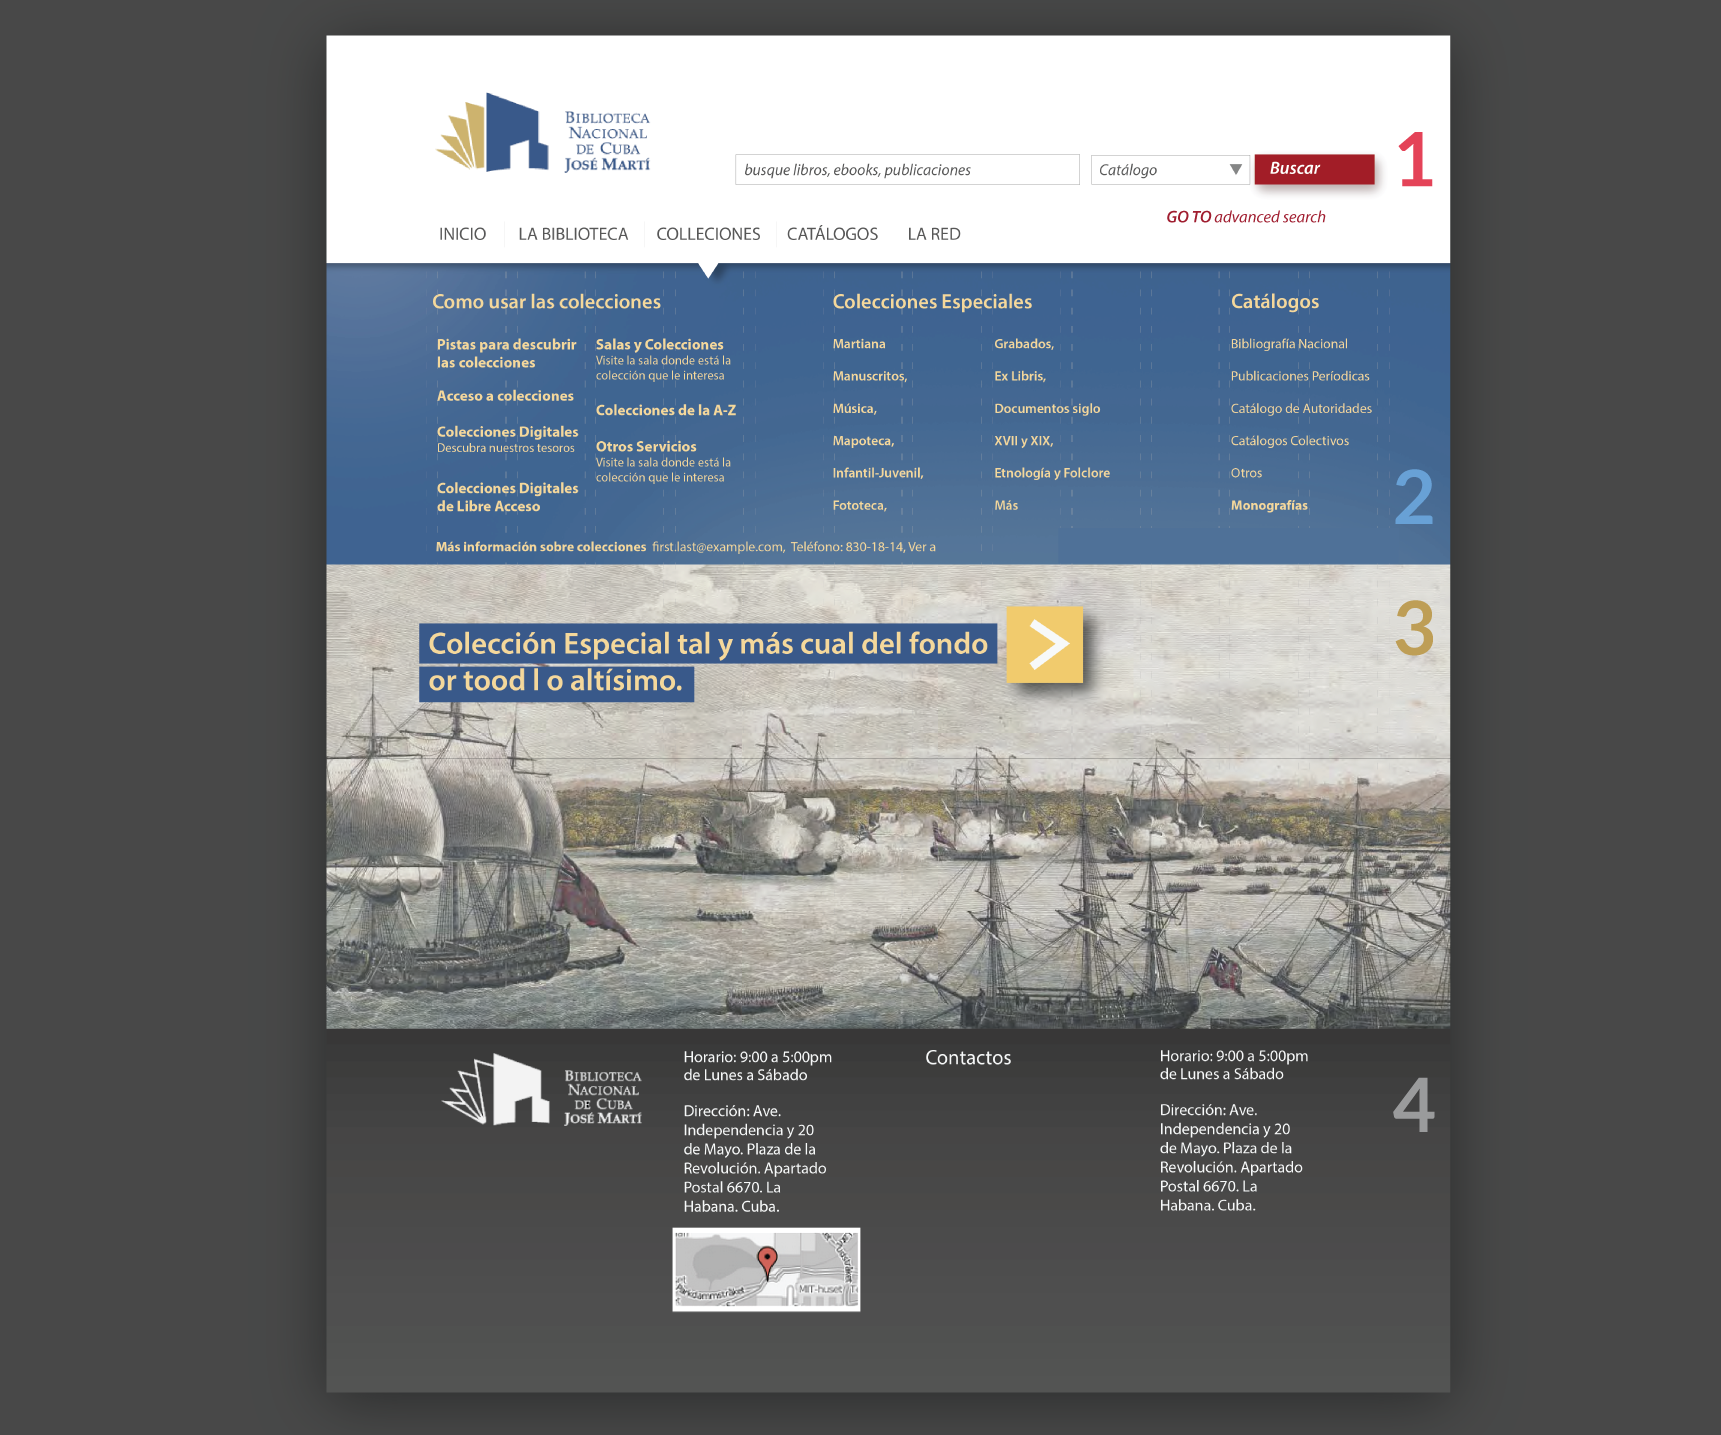 BIBLIOTECA
NACIONAL
DE CUBA
JOSÉ MARTÍ
busque libros, ebooks, publicaciones
Catálogo
Buscar
1
GO TO advanced search
INICIO
LA BIBLIOTECA
COLLECIONES
CATÁLOGOS
LA RED
Como usar las colecciones
Pistas para descubrir
las colecciones
Acceso a colecciones
Colecciones Digitales
Descubra nuestros tesoros
Colecciones Digitales
de Libre Acceso
Salas y Colecciones
Visite la sala donde está la
colección que le interesa
Colecciones de la A-Z
Otros Servicios
Visite la sala donde está la
colección que le interesa
Colecciones Especiales
Martiana
Manuscritos,
Música,
Mapoteca,
Infantil-Juvenil,
Fototeca,
Grabados,
Ex Libris,
Documentos siglo
XVII y XIX,
Etnología y Folclore
Más
Catálogos
Bibliografía Nacional
Publicaciones Períodicas
Catálogo de Autoridades
Catálogos Colectivos
Otros
Monografías
2
Más información sobre colecciones first.last@example.com, Teléfono: 830-18-14, Ver a
3
Colección Especial tal y más cual del fondo
or tood l o altísimo.
BIBLIOTECA
NACIONAL
DE CUBA
JOSÉ MARTÍ
Horario: 9:00 a 5:00pm
de Lunes a Sábado
Dirección: Ave.
Independencia y 20
de Mayo. Plaza de la
Revolución. Apartado
Postal 6670. La
Habana. Cuba.
MIT-huset
Contactos
Horario: 9:00 a 5:00pm
de Lunes a Sábado
Dirección: Ave.
Independencia y 20
de Mayo. Plaza de la
Revolución. Apartado
Postal 6670. La
Habana. Cuba.
4